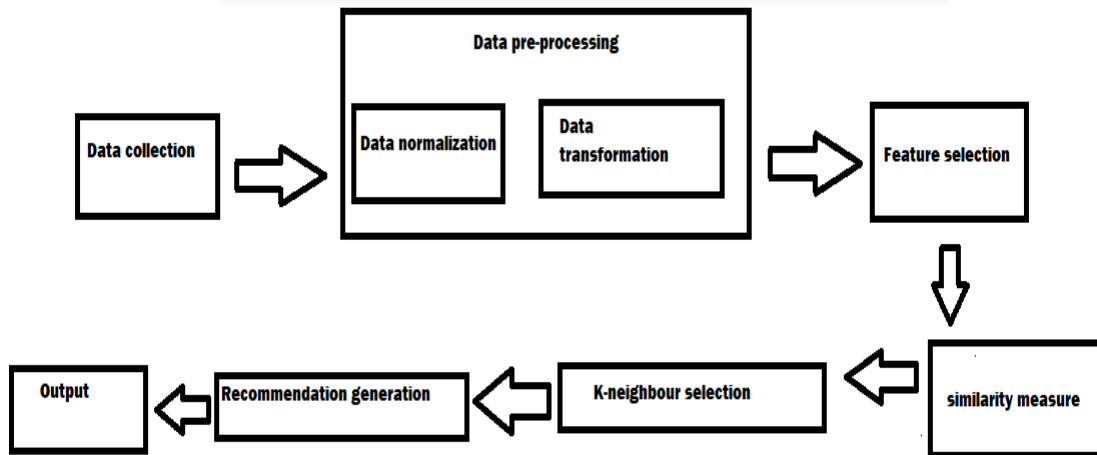 Data pre-processing
Data collection
Data normalization
Data
transformation
Feature selection
similarity measure
K-neighbour selection
Recommendation generation
Output